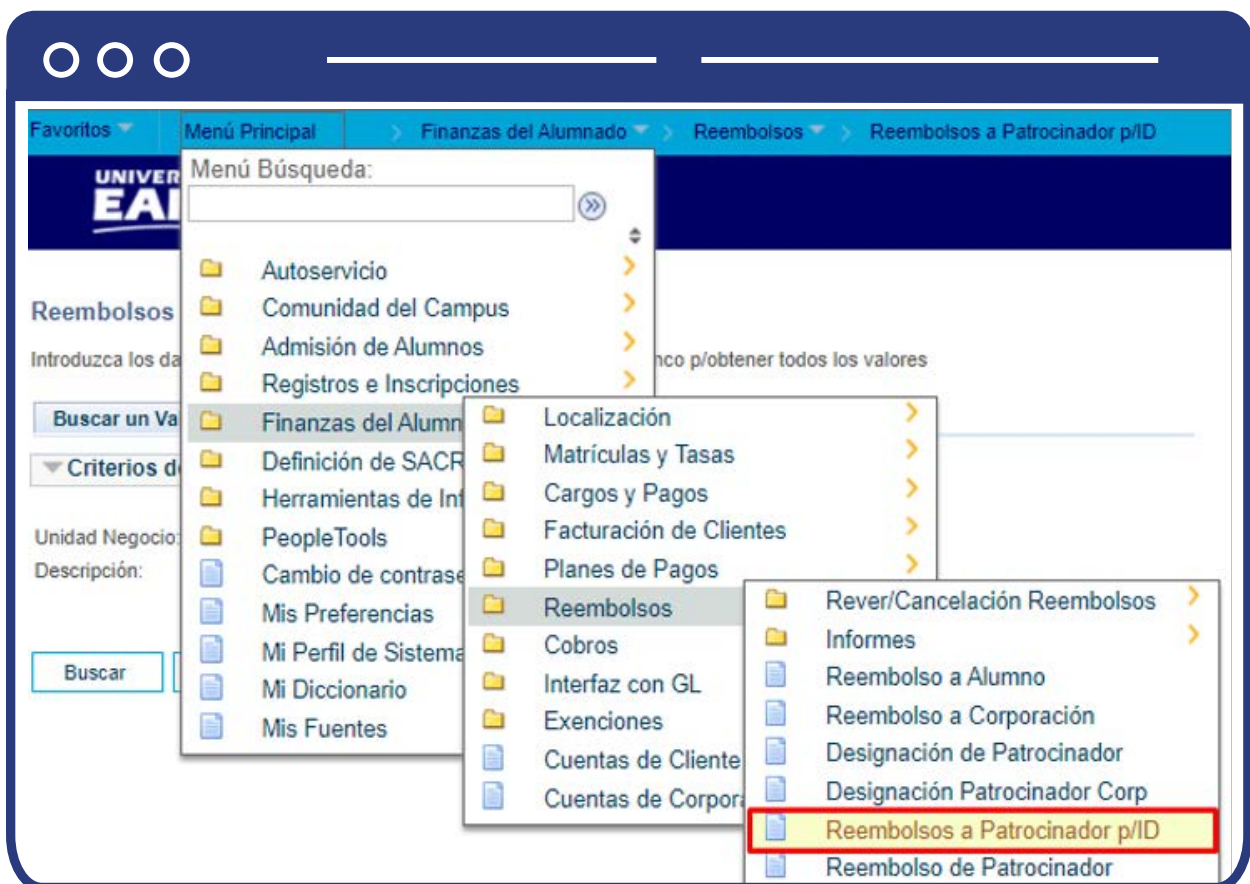 Favoritos Menú Principal Finanzas del Alumnado Reembolsos Reembolsos a Patrocinador p/ID
Menú Búsqueda:
Autoservicio
Comunidad del Campus
Admisión de Alumnos
Registros e Inscripciones
Finanzas del Alumn
Definición de SACR
Herramientas de Inf
PeopleTools
Cambio de contrase
Mis Preferencias
Mi Perfil de Sistema
Mi Diccionario
Mis Fuentes
Localización
Matrículas y Tasas
Cargos y Pagos
Facturación de Clientes
Planes de Pagos
Reembolsos
Cobros
Interfaz con GL
Exenciones
Cuentas de Cliente
Cuentas de Corpor
Rever/Cancelación Reembolsos
Informes
Reembolso a Alumno
Reembolso a Corporación
Designación de Patrocinador
Designación Patrocinador Corp
Reembolsos a Patrocinador p/ID
Reembolso de Patrocinador
UNIVER
EA
Reembolsos
Introduzca los da nco p/obtener todos los valores
Buscar un Va
Criterios d
Unidad Negocio:
Descripción:
Buscar